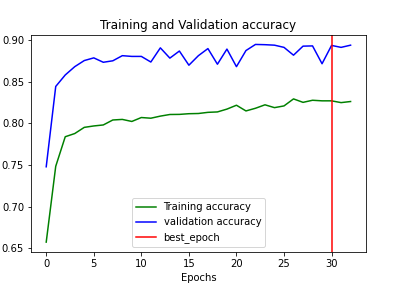 Training and Validation accuracy
0.90
0.85
0.80
0.75
0.70
0.65
Training accuracy
validation accuracy
best_epoch
0 5 10 15 20 25 30
Epochs